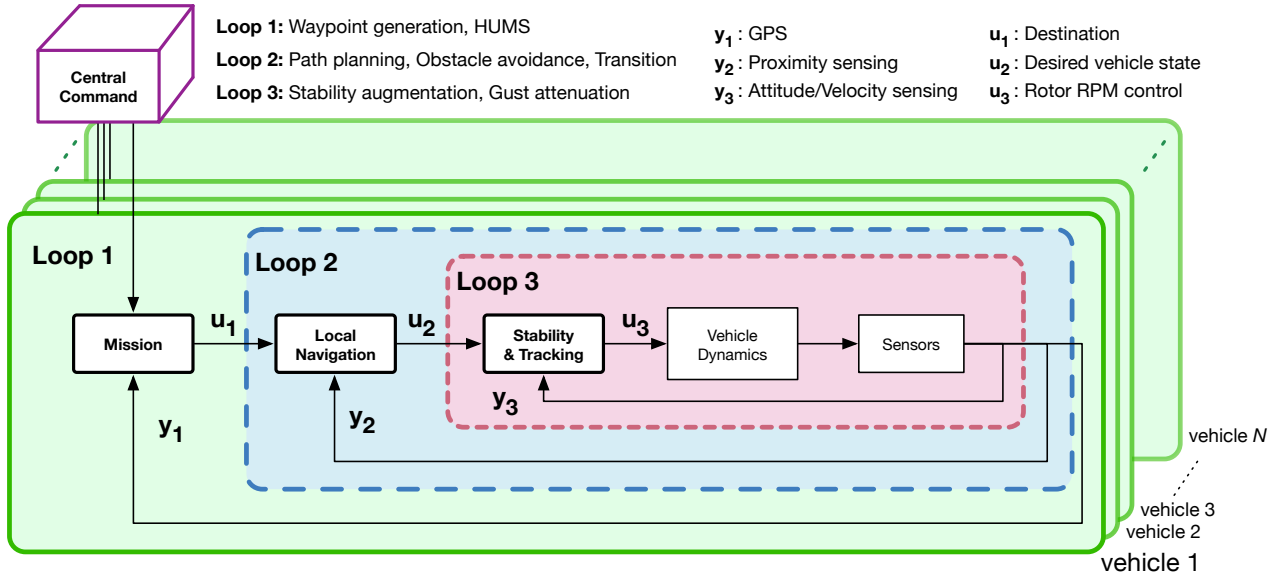 Loop 1: Waypoint generation, HUMS
Loop 2: Path planning, Obstacle avoidance, Transition
Loop 3: Stability augmentation, Gust attenuation
y1 : GPS
y2 : Proximity sensing
y3 : Attitude/Velocity sensing
u1 : Destination
u2 : Desired vehicle state
u3 : Rotor RPM control
Central
Command
Loop 1
Loop 2
Loop 3
Mission
u1
Local
Navigation
u2
Stability
& Tracking
u3
Vehicle
Dynamics
Sensors
y1
y2
y3
vehicle N
vehicle 3
vehicle 2
vehicle 1